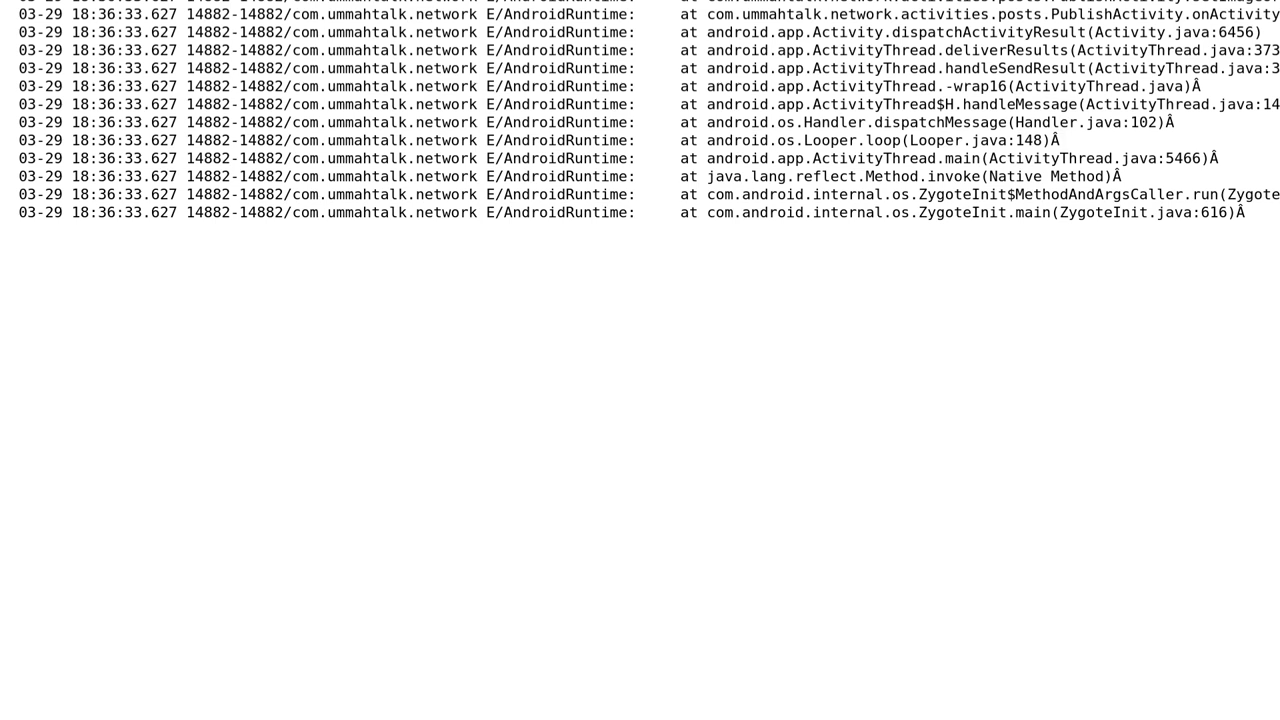 03-29 18:36:33.627 14882-14882/com.ummahtalk.network E/AndroidRuntime:     at com.ummahtalk.network.activities.posts.PublishActivity.onActivity
03-29 18:36:33.627 14882-14882/com.ummahtalk.network E/AndroidRuntime:     at android.app.Activity.dispatchActivityResult(Activity.java:6456)
03-29 18:36:33.627 14882-14882/com.ummahtalk.network E/AndroidRuntime:     at android.app.ActivityThread.deliverResults(ActivityThread.java:373
03-29 18:36:33.627 14882-14882/com.ummahtalk.network E/AndroidRuntime:     at android.app.ActivityThread.handleSendResult(ActivityThread.java:3
03-29 18:36:33.627 14882-14882/com.ummahtalk.network E/AndroidRuntime:     at android.app.ActivityThread.-wrap16(ActivityThread.java)Â
03-29 18:36:33.627 14882-14882/com.ummahtalk.network E/AndroidRuntime:     at android.app.ActivityThread$H.handleMessage(ActivityThread.java:14
03-29 18:36:33.627 14882-14882/com.ummahtalk.network E/AndroidRuntime:     at android.os.Handler.dispatchMessage(Handler.java:102)Â
03-29 18:36:33.627 14882-14882/com.ummahtalk.network E/AndroidRuntime:     at android.os.Looper.loop(Looper.java:148)Â
03-29 18:36:33.627 14882-14882/com.ummahtalk.network E/AndroidRuntime:     at android.app.ActivityThread.main(ActivityThread.java:5466)Â
03-29 18:36:33.627 14882-14882/com.ummahtalk.network E/AndroidRuntime:     at java.lang.reflect.Method.invoke(Native Method)Â
03-29 18:36:33.627 14882-14882/com.ummahtalk.network E/AndroidRuntime:     at com.android.internal.os.ZygoteInit$MethodAndArgsCaller.run(Zygote
03-29 18:36:33.627 14882-14882/com.ummahtalk.network E/AndroidRuntime:     at com.android.internal.os.ZygoteInit.main(ZygoteInit.java:616)Â